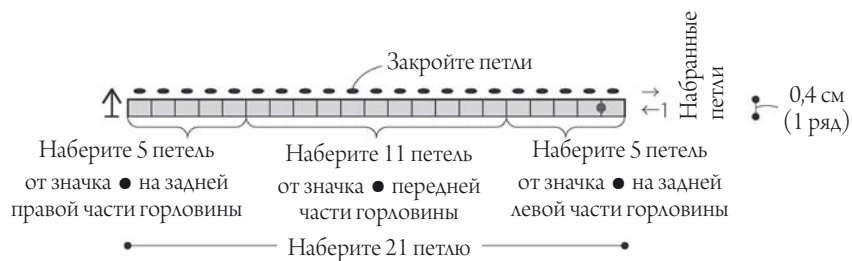 Закройте петли
1
Набранные
петли
0,4 см
(1 ряд)
Наберите 5 петель
от значка ● на задней
правой части горловины
Наберите 11 петель
от значка ● передней
части горловины
Наберите 5 петель
от значка ● на задней
левой части горловины
Наберите 21 петлю